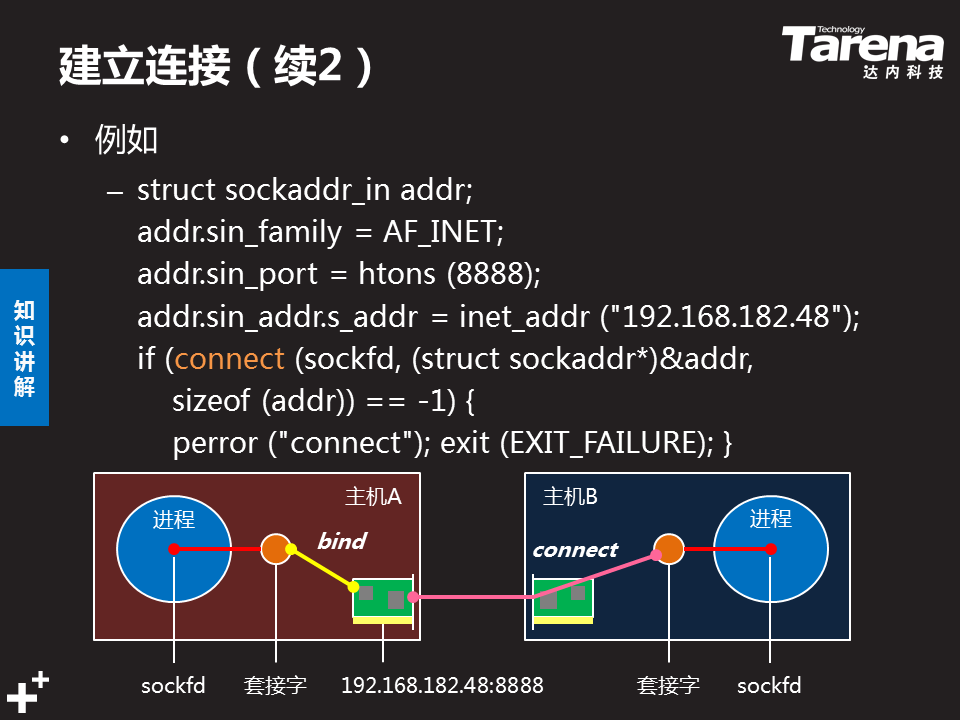 建立连接（续2）
Technology
Tarena
达内科技
• 例如
– struct sockaddr_in addr;
addr.sin_family = AF_INET;
addr.sin_port = htons (8888);
addr.sin_addr.s_addr = inet_addr ("192.168.182.48");
if (connect (sockfd, (struct sockaddr*)&addr,
sizeof (addr)) == -1) {
perror ("connect"); exit (EXIT_FAILURE); }
知识讲解
主机A
进程
bind
主机B
进程
connect
sockfd
套接字
192.168.182.48:8888
套接字
sockfd